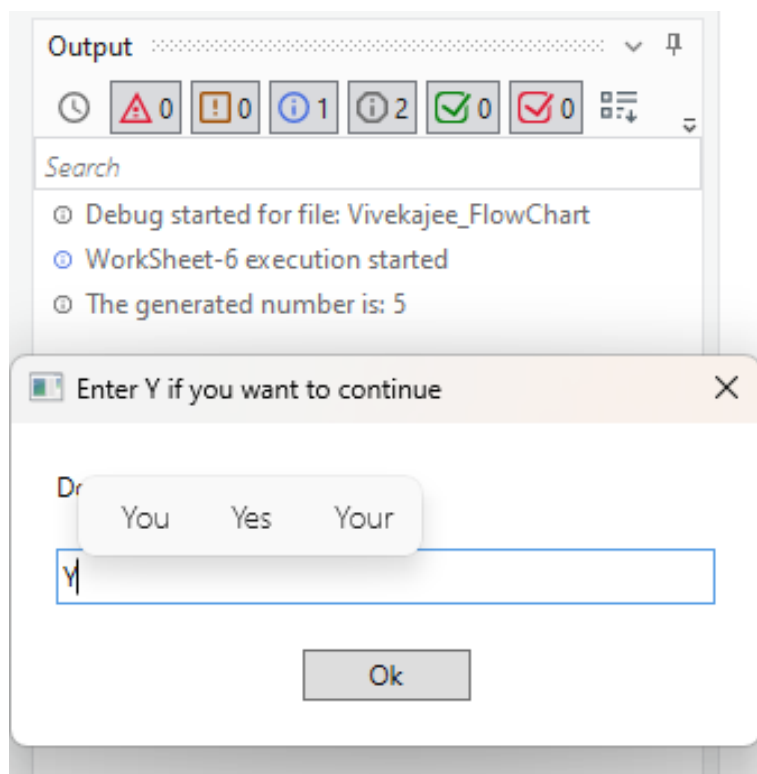 Output
0 0 1 2 0 0
Search
Debug started for file: Vivekajee_FlowChart
WorkSheet-6 execution started
The generated number is: 5
Enter Y if you want to continue
You Yes Your
Y
Ok